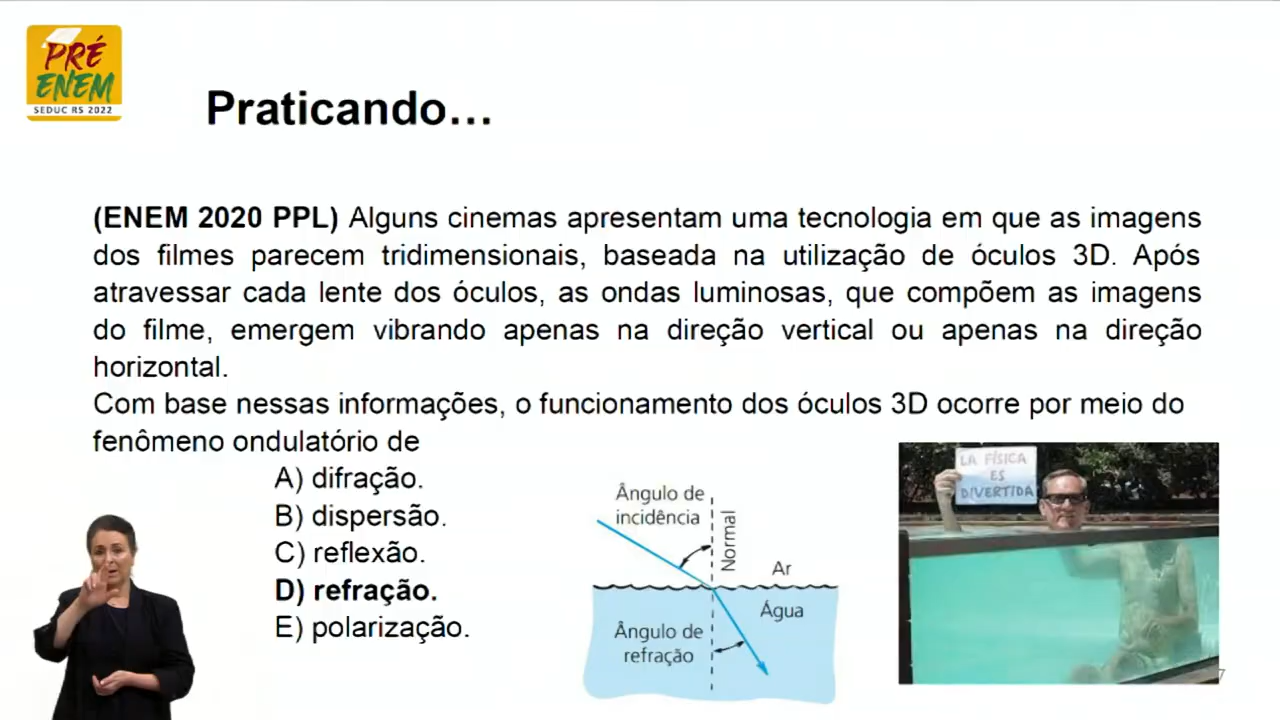 PRÉ
ENEM
SEDUC RS 2022
Praticando...
(ENEM 2020 PPL) Alguns cinemas apresentam uma tecnologia em que as imagens
dos filmes parecem tridimensionais, baseada na utilização de óculos 3D. Após
atravessar cada lente dos óculos, as ondas luminosas, que compõem as imagens
do filme, emergem vibrando apenas na direção vertical ou apenas na direção
horizontal.
Com base nessas informações, o funcionamento dos óculos 3D ocorre por meio do
fenômeno ondulatório de
A) difração.
B) dispersão.
C) reflexão.
D) refração.
E) polarização.
Ângulo de
incidência
Normal
Ar
Água
Ângulo de
refração
LA FÍSICA
ES
DIVERTIDA
7